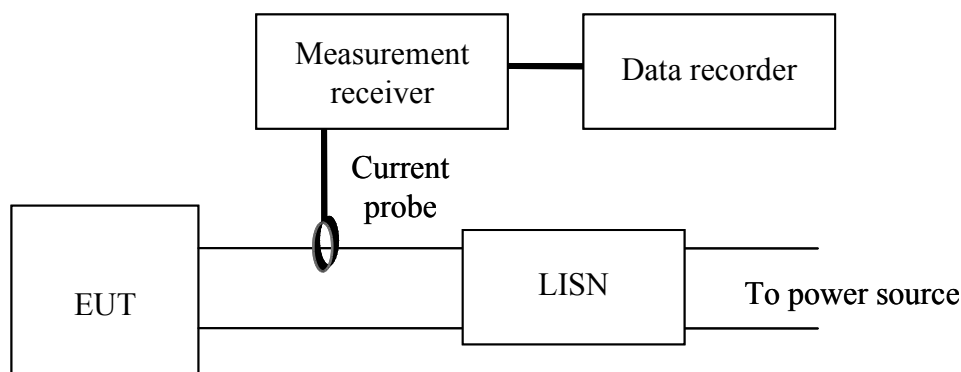 Measurement
receiver
Data recorder
Current
probe
EUT
LISN
To power source